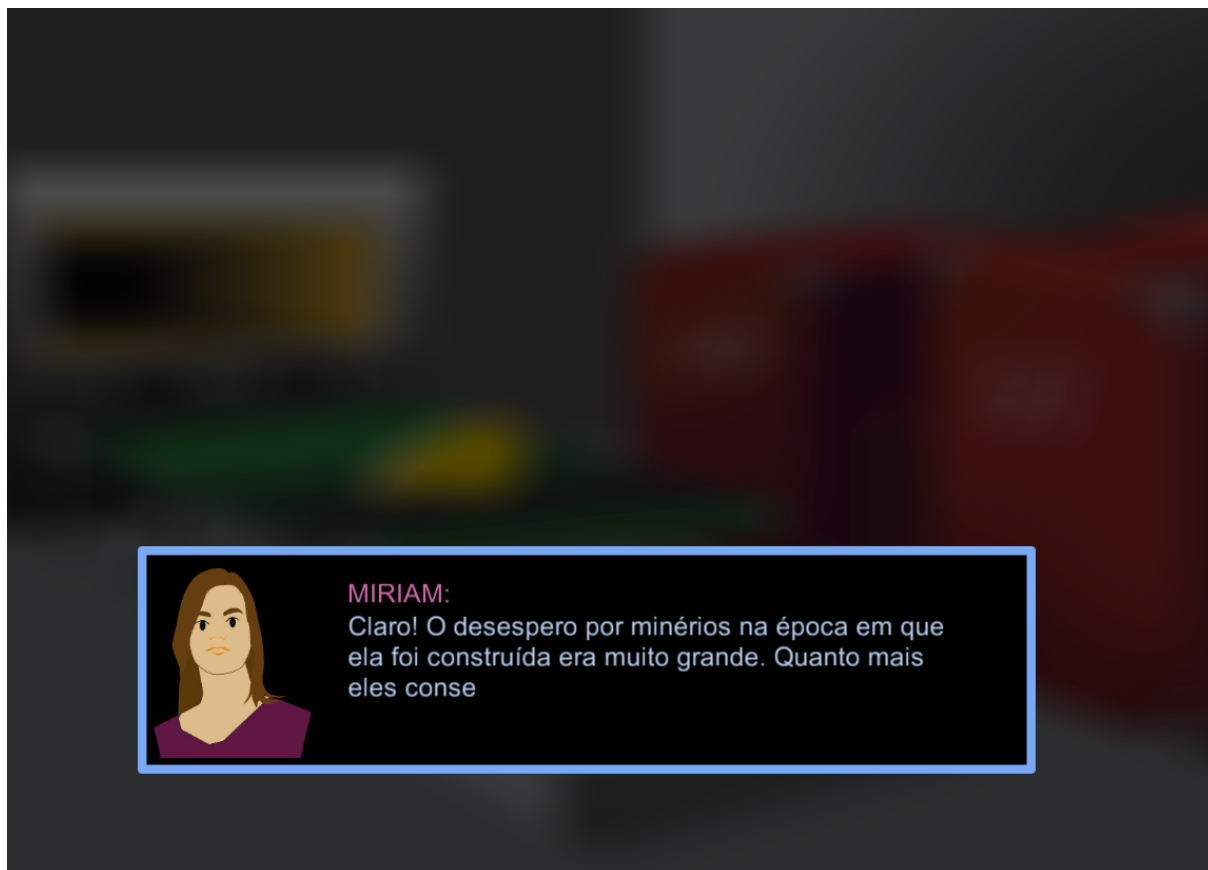 MIRIAM:
Claro! O desespero por minérios na época em que
ela foi construída era muito grande. Quanto mais
eles conse